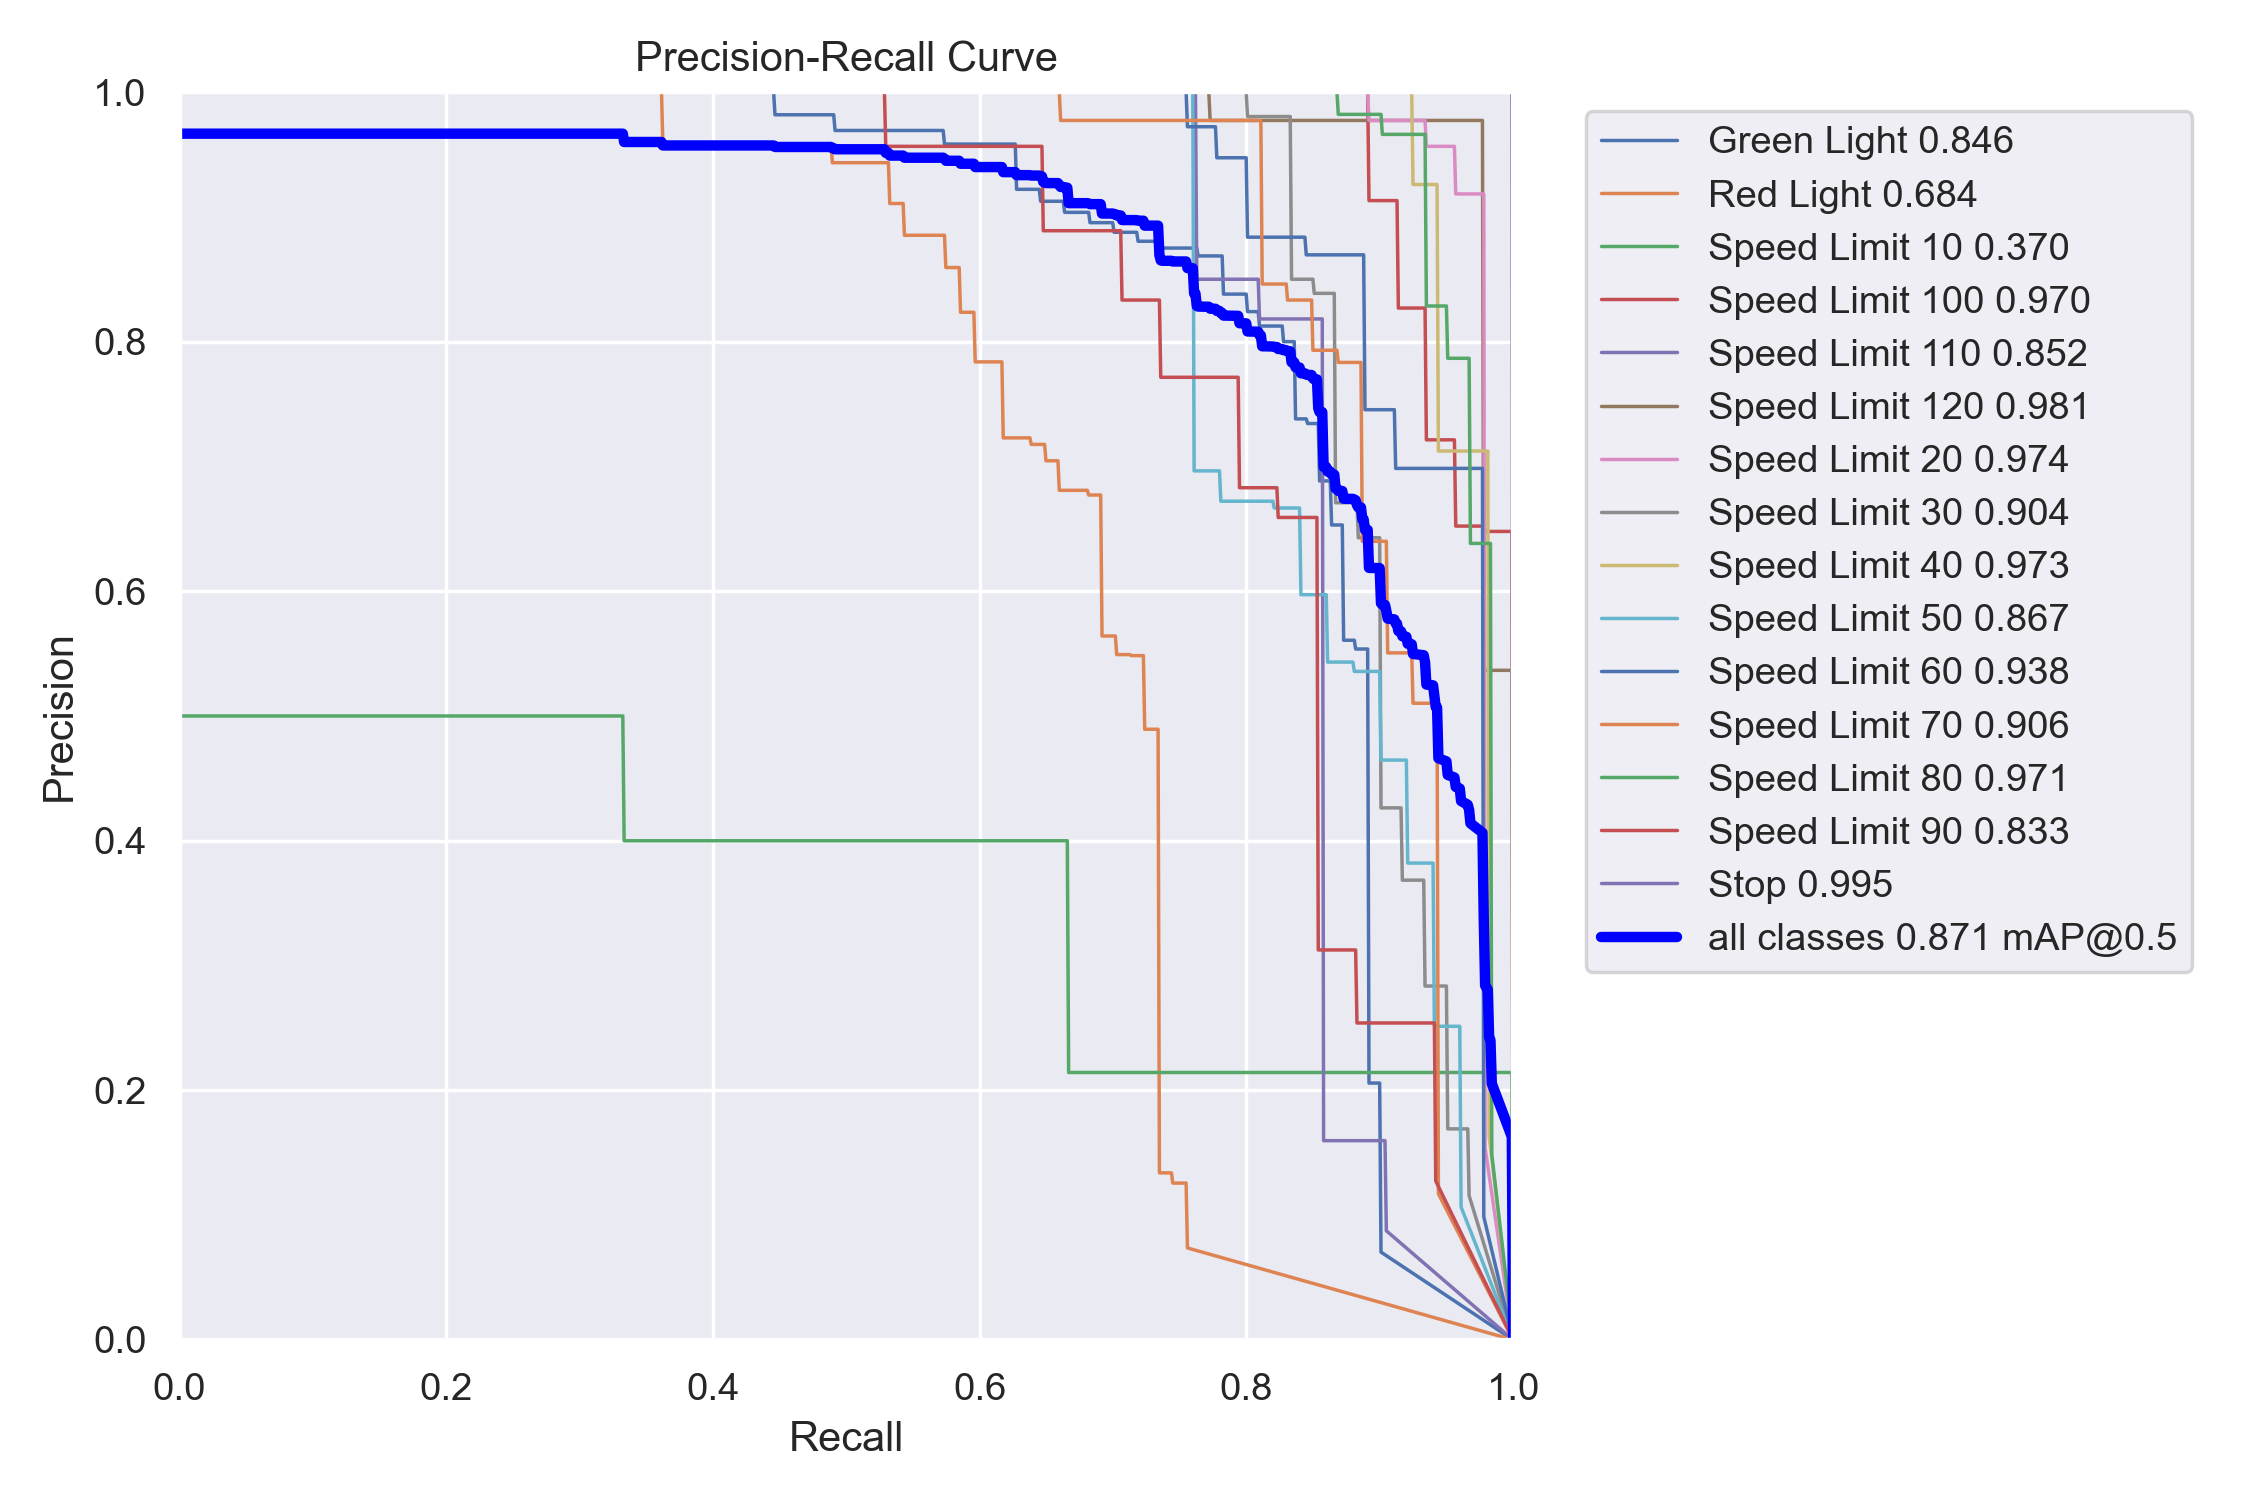 Precision-Recall Curve
1.0
0.8
0.6
0.4
0.2
0.0
Precision
0.0 0.2 0.4 0.6 0.8 1.0
Recall
Green Light 0.846
Red Light 0.684
Speed Limit 10 0.370
Speed Limit 100 0.970
Speed Limit 110 0.852
Speed Limit 120 0.981
Speed Limit 20 0.974
Speed Limit 30 0.904
Speed Limit 40 0.973
Speed Limit 50 0.867
Speed Limit 60 0.938
Speed Limit 70 0.906
Speed Limit 80 0.971
Speed Limit 90 0.833
Stop 0.995
all classes 0.871 mAP@0.5